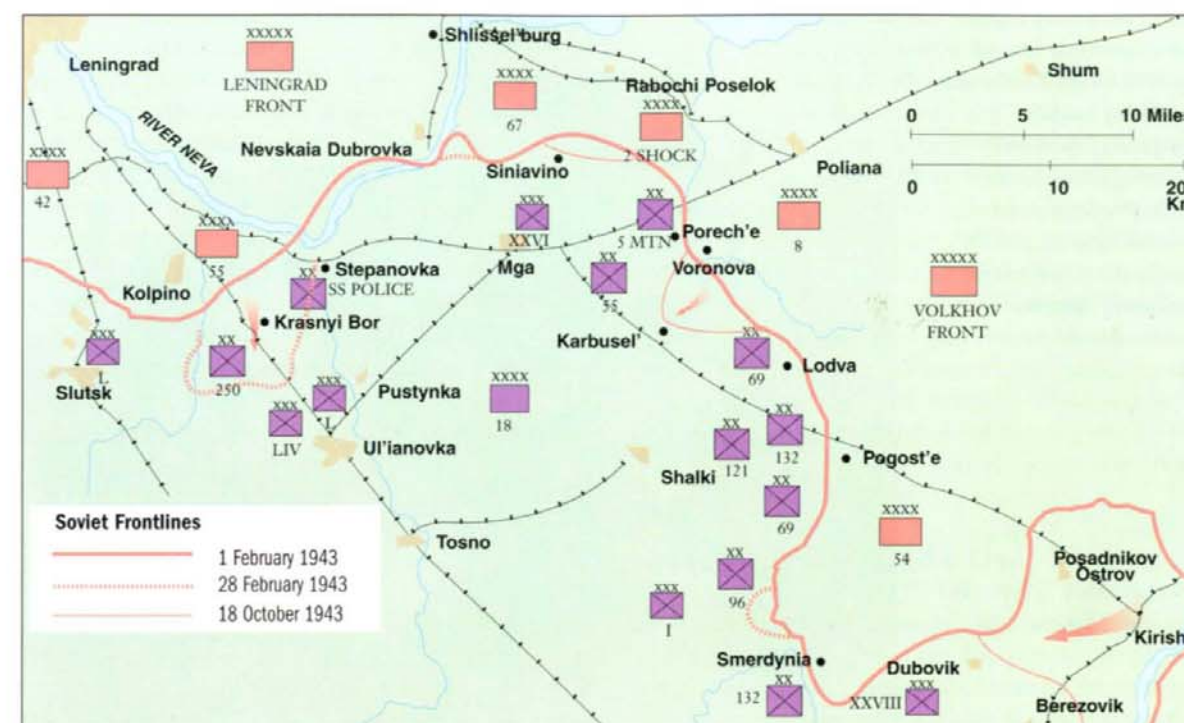 Shlissel'burg
XXXXX
LENINGRAD
FRONT
Leningrad
XXXX
67
Rabochi Poselok
XXXX
2 SHOCK
Shum
0 5 10 Miles
0 10 20
Km
RIVER NEVA
Nevskaia Dubrovka
Siniavino
Poliana
XXXX
42
XXX
XXVI
XX
5 MTN
Porech'e
XXXX
8
XXXX
55
Mga
Voronova
XX
Stepanovka
SS POLICE
XX
55
XXXXX
VOLKHOV
FRONT
Kolpino
Krasnyi Bor
Karbusel'
XX
69
Lodva
XXX
L
Slutsk
XX
250
XXX
LIV
XXX
L
Pustynka
XXXX
18
Ul'ianovka
XX
121
XX
132
Shalki
Pogost'e
XX
69
XXXX
54
Soviet Frontlines
1 February 1943
28 February 1943
18 October 1943
Tosno
Posadnikov
Ostrov
XX
96
XXX
I
Kirish
Smerdynia
Dubovik
XX
132
XXX
XXVIII
Berezovik